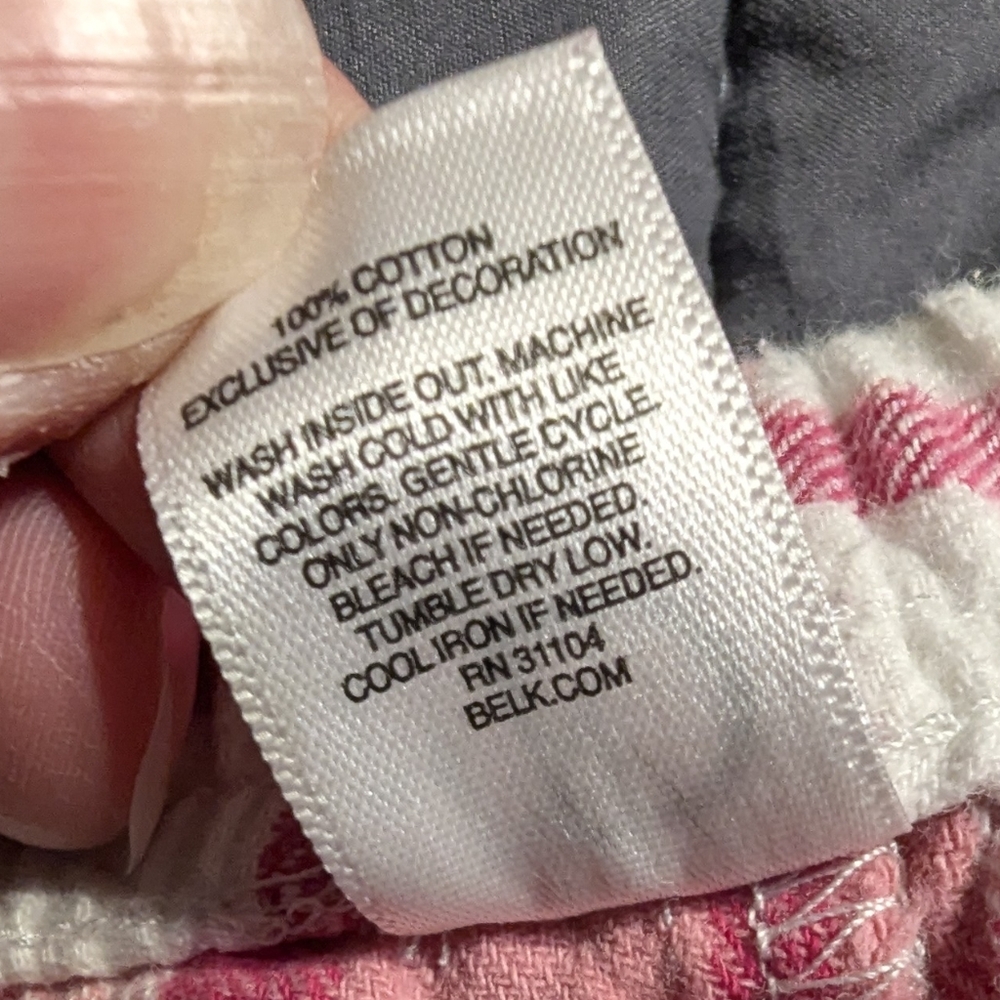 100% COTTON
EXCLUSIVE OF DECORATION
WASH INSIDE OUT. MACHINE
WASH COLD WITH LIKE
COLORS. GENTLE CYCLE.
ONLY NON-CHLORINE
BLEACH IF NEEDED.
TUMBLE DRY LOW.
COOL IRON IF NEEDED.
RN 31104
BELK.COM